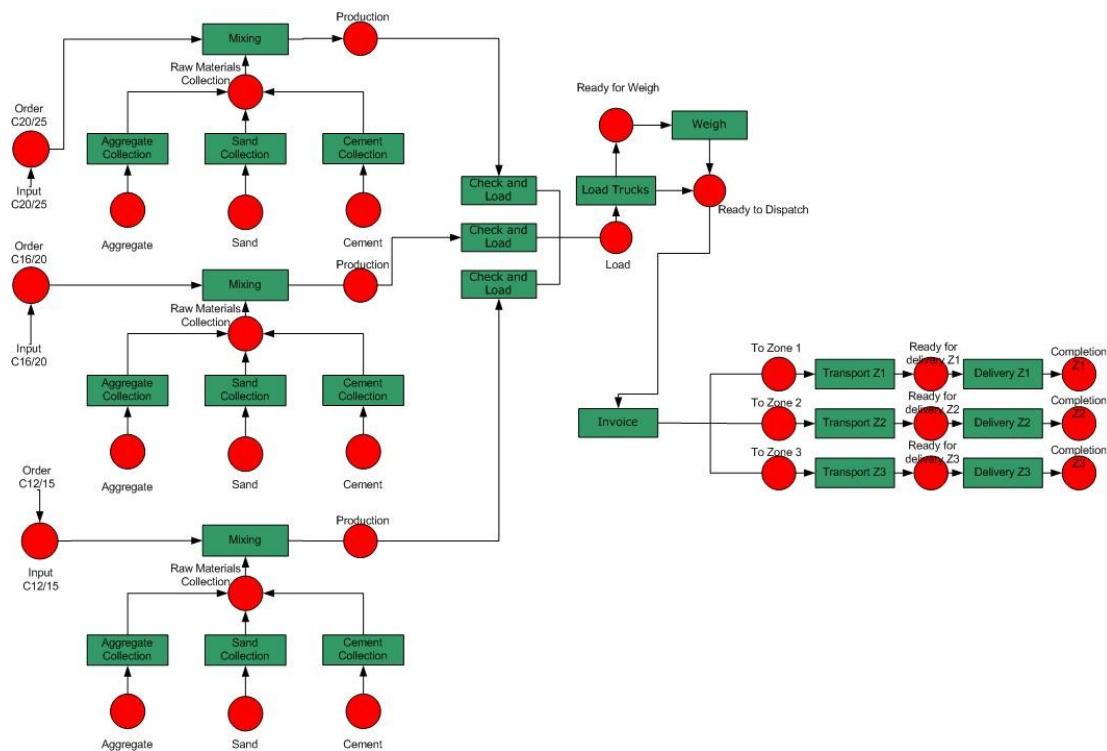 Production
Mixing
Raw Materials
Collection
Order
C20/25
Input
C20/25
Aggregate
Collection
Sand
Collection
Cement
Collection
Aggregate
Sand
Cement
Ready for Weigh
Weigh
Check and
Load
Load Trucks
Ready to Dispatch
Check and
Load
Load
Check and
Load
Order
C16/20
Input
C16/20
Mixing
Production
Raw Materials
Collection
Aggregate
Collection
Sand
Collection
Cement
Collection
Aggregate
Sand
Cement
Invoice
To Zone 1
Transport Z1
Ready for
delivery Z1
Delivery Z1
Completion
Z1
To Zone 2
Transport Z2
Ready for
delivery Z2
Delivery Z2
Completion
Z2
To Zone 3
Transport Z3
Ready for
delivery Z3
Delivery Z3
Completion
Z3
Order
C12/15
Input
C12/15
Mixing
Production
Raw Materials
Collection
Aggregate
Collection
Sand
Collection
Cement
Collection
Aggregate
Sand
Cement